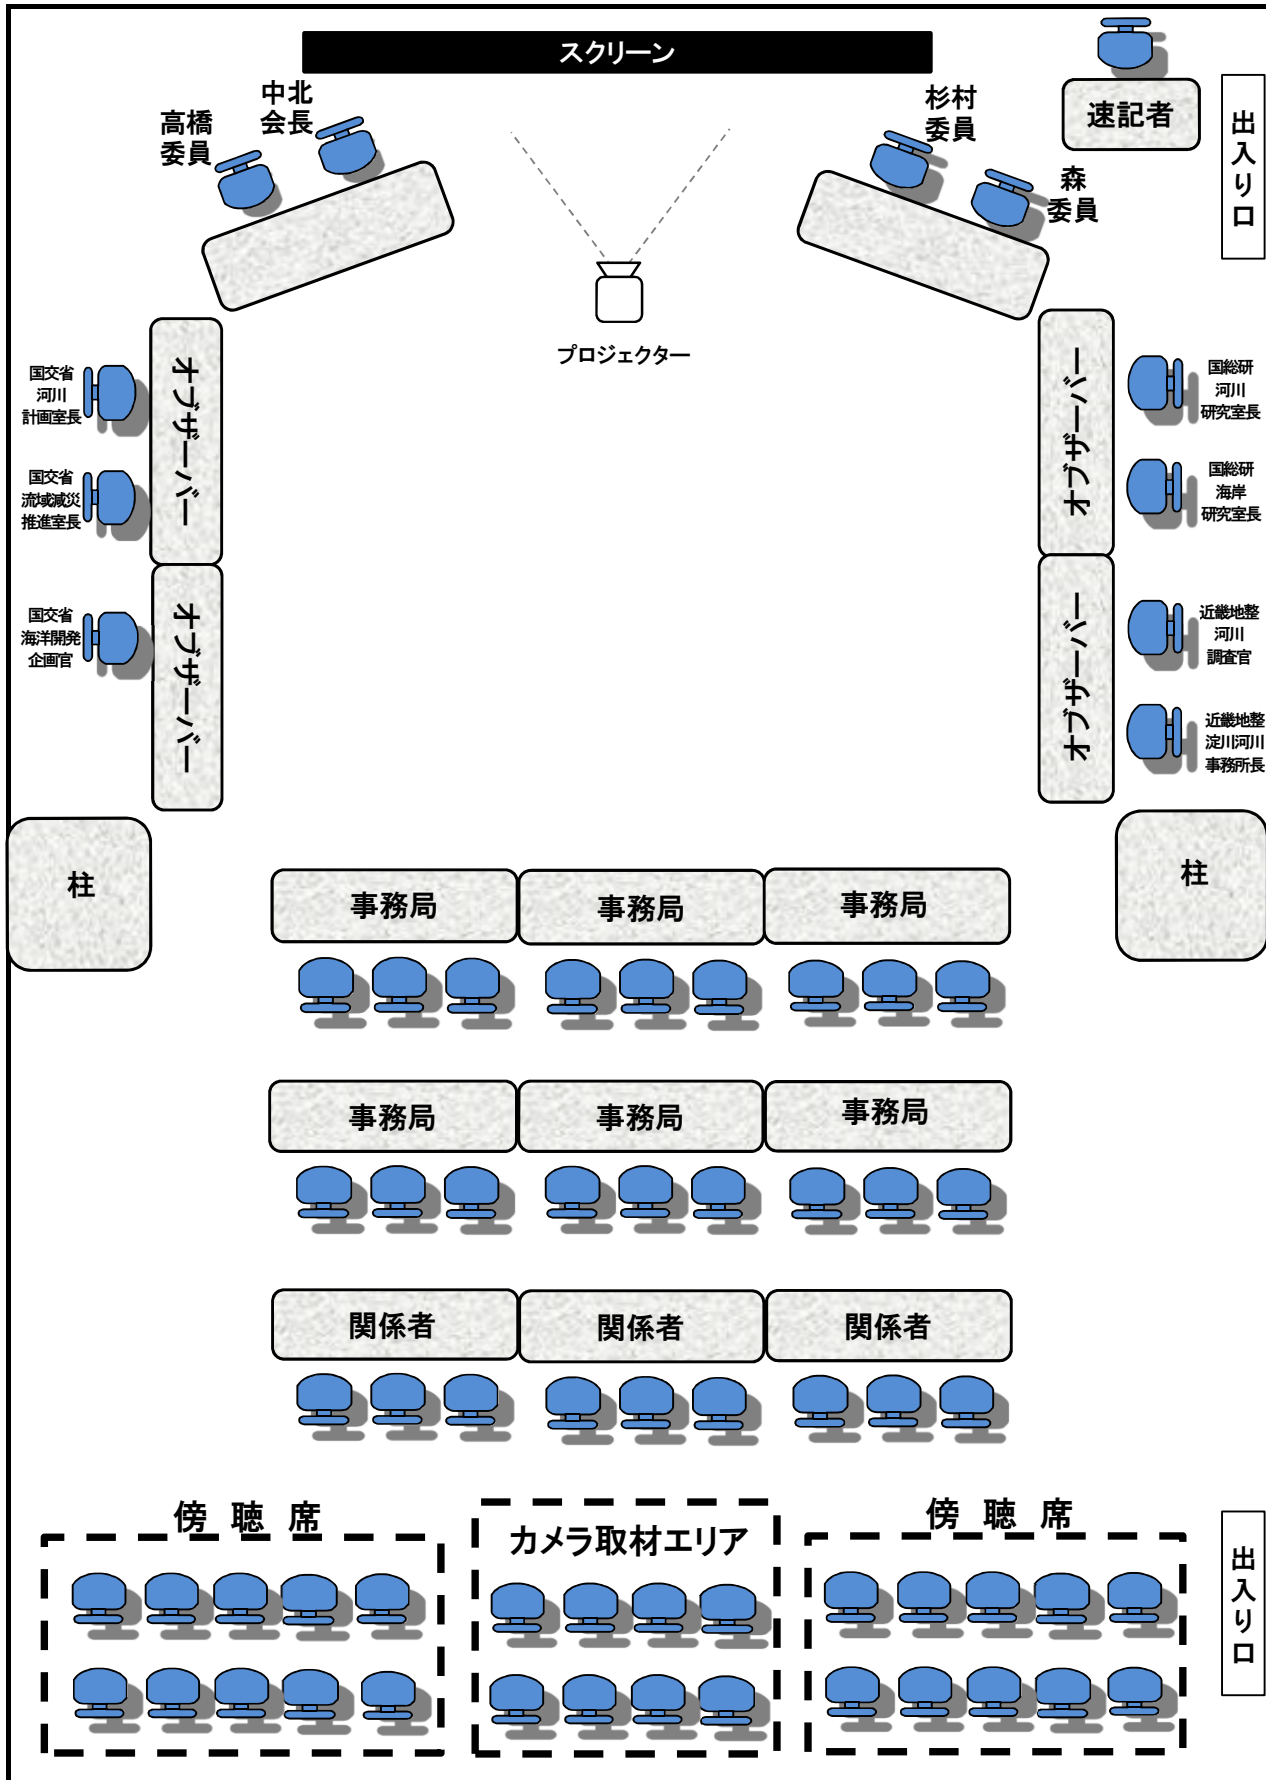 スクリーン
中北
会長
高橋
委員
杉村
委員
森
委員
速記者
出入り口
プロジェクター
国交省
河川
計画室長
国交省
流域減災
推進室長
国交省
海洋開発
企画官
オブザーバー
オブザーバー
オブザーバー
オブザーバー
国総研
河川
研究室長
国総研
海岸
研究室長
近畿地整
河川
調査官
近畿地整
淀川河川
事務所長
柱
柱
事務局
事務局
事務局
事務局
事務局
事務局
関係者
関係者
関係者
傍聴席
カメラ取材エリア
傍聴席
出入り口